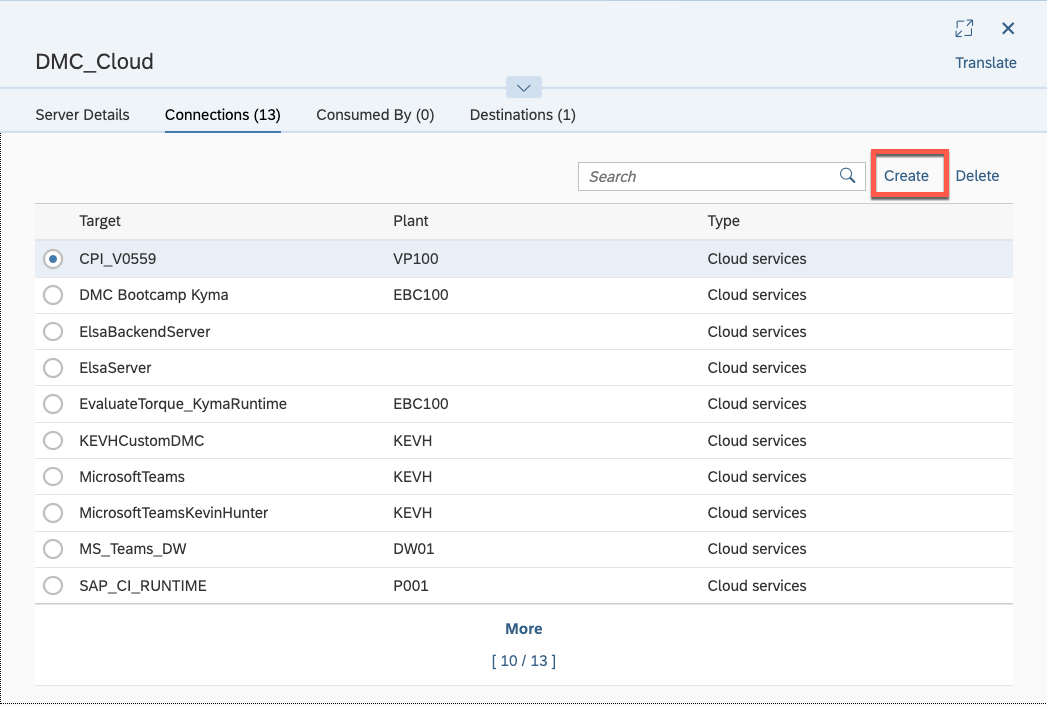 DMC_Cloud
Translate
Server Details Connections (13) Consumed By (0) Destinations (1)
Search Create Delete
Target Plant Type
CPI_V0559 VP100 Cloud services
DMC Bootcamp Kyma EBC100 Cloud services
ElsaBackendServer Cloud services
ElsaServer Cloud services
EvaluateTorque_KymaRuntime EBC100 Cloud services
KEVHCustomDMC KEVH Cloud services
MicrosoftTeams KEVH Cloud services
MicrosoftTeamsKevinHunter KEVH Cloud services
MS_Teams_DW DW01 Cloud services
SAP_CI_RUNTIME P001 Cloud services
More
[ 10 / 13 ]